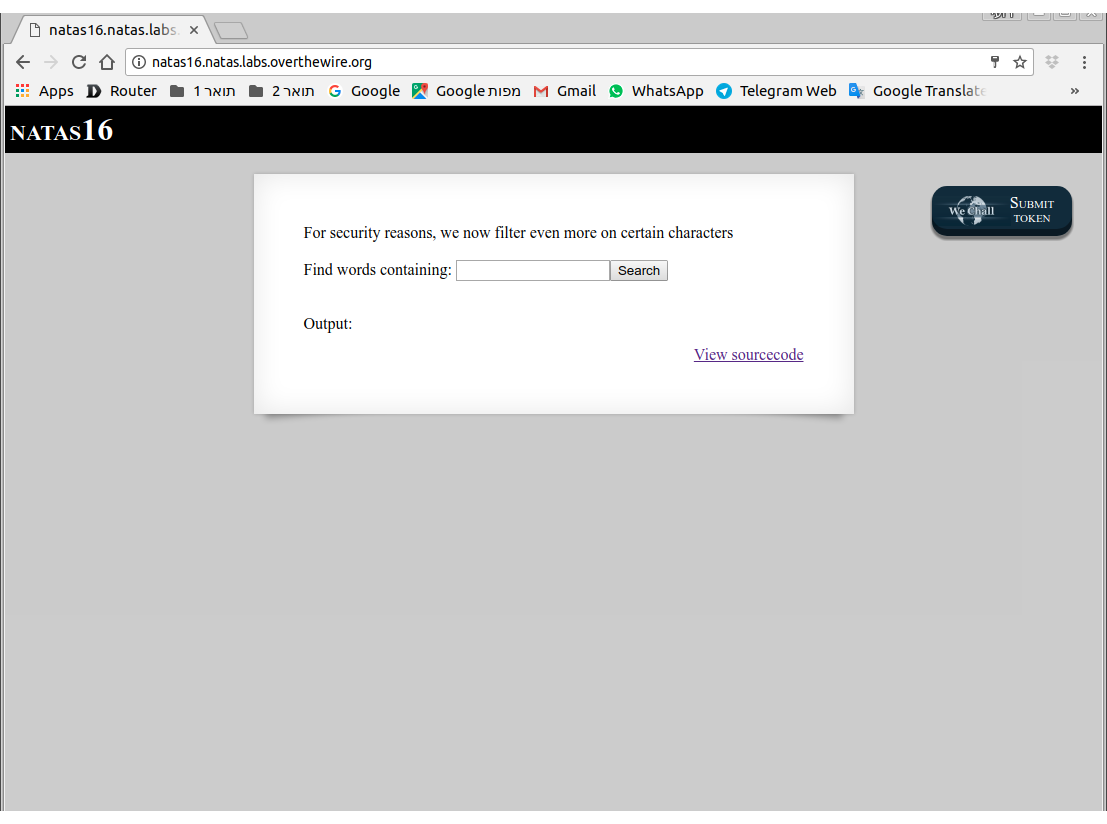 natas16.natas.labs.
natas16.natas.labs.overthewire.org
Apps Router תואר 1 תואר 2 Google Google מפות Gmail WhatsApp Telegram Web Google Translate »
NATAS16
We Chall
SUBMIT
TOKEN
For security reasons, we now filter even more on certain characters
Find words containing: Search
Output:
View sourcecode